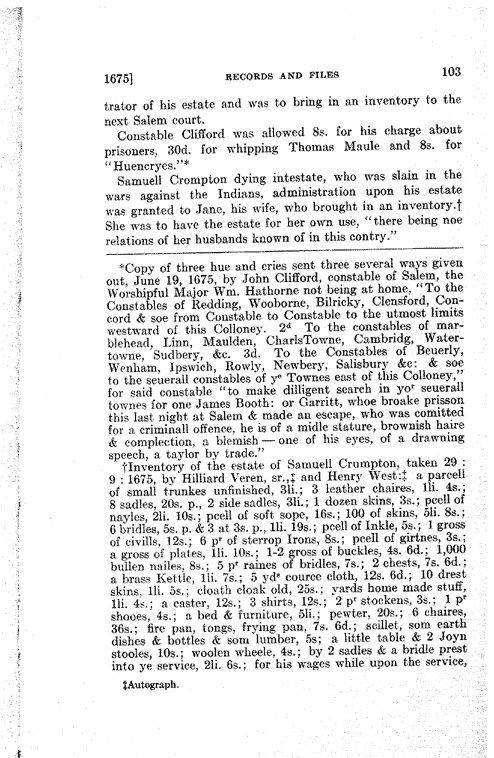 1675]
RECORDS AND FILES
103
trator of his estate and was to bring in an inventory to the
next Salem court.
Constable Clifford was allowed 8s. for his charge about
prisoners, 30d. for whipping Thomas Maule and 8s. for
"Huencryes."*
Samuell Crompton dying intestate, who was slain in the
wars against the Indians, administration upon his estate
was granted to Jane, his wife, who brought in an inventory.†
She was to have the estate for her own use, "there being noe
relations of her husbands known of in this contry."
*Copy of three hue and cries sent three several ways given
out, June 19, 1675, by John Clifford, constable of Salem, the
Worshipful Major Wm. Hathorne not being at home, "To the
Constables of Redding, Wooborne, Bilricky, Clensford, Con-
cord & soe from Constable to Constable to the utmost limits
westward of this Colloney. 2ᵈ To the constables of mar-
blehead, Linn, Maulden, CharlsTowne, Cambridg, Water-
towne, Sudbery, &c. 3d. To the Constables of Beuerly,
Wenham, Ipswich, Rowly, Newbery, Salisbury &c: & soe
to the seuerall constables of yᵉ Townes east of this Colloney,"
for said constable "to make dilligent search in yoʳ seuerall
townes for one James Booth: or Garritt, whoe broake prisson
this last night at Salem & made an escape, who was comitted
for a criminall offence, he is of a midle stature, brownish haire
& complection, a blemish — one of his eyes, of a drawning
speech, a taylor by trade."
†Inventory of the estate of Samuell Crumpton, taken 29 :
9 : 1675, by Hilliard Veren, sr.,‡ and Henry West:‡ a parcell
of small trunkes unfinished, 3li.; 3 leather chaires, 1li. 4s.;
8 sadles, 20s. p., 2 side sadles, 3li.; 1 dozen skins, 3s.; pcell of
nayles, 2li. 10s.; pcell of soft sope, 16s.; 100 of skins, 5li. 8s.;
6 bridles, 5s. p. & 3 at 3s. p., 1li. 19s.; pcell of Inkle, 5s.; 1 gross
of civills, 12s.; 6 pʳ of sterrop Irons, 8s.; pcell of girtnes, 3s.;
a gross of plates, 1li. 10s.; 1-2 gross of buckles, 4s. 6d.; 1,000
bullen nailes, 8s.; 5 pʳ raines of bridles, 7s.; 2 chests, 7s. 6d.;
a brass Kettle, 1li. 7s.; 5 ydˢ cource cloth, 12s. 6d.; 10 drest
skins, 1li. 5s.; cloath cloak old, 25s.; yards home made stuff,
1li. 4s.; a caster, 12s.; 3 shirts, 12s.; 2 pʳ stockens, 3s.; 1 pʳ
shooes, 4s.; a bed & furniture, 5li.; pewter, 20s.; 6 chaires,
36s.; fire pan, tongs, frying pan, 7s. 6d.; scillet, som earth
dishes & bottles & som lumber, 5s; a little table & 2 Joyn
stooles, 10s.; woolen wheele, 4s.; by 2 sadles & a bridle prest
into ye service, 2li. 6s.; for his wages while upon the service,
‡Autograph.